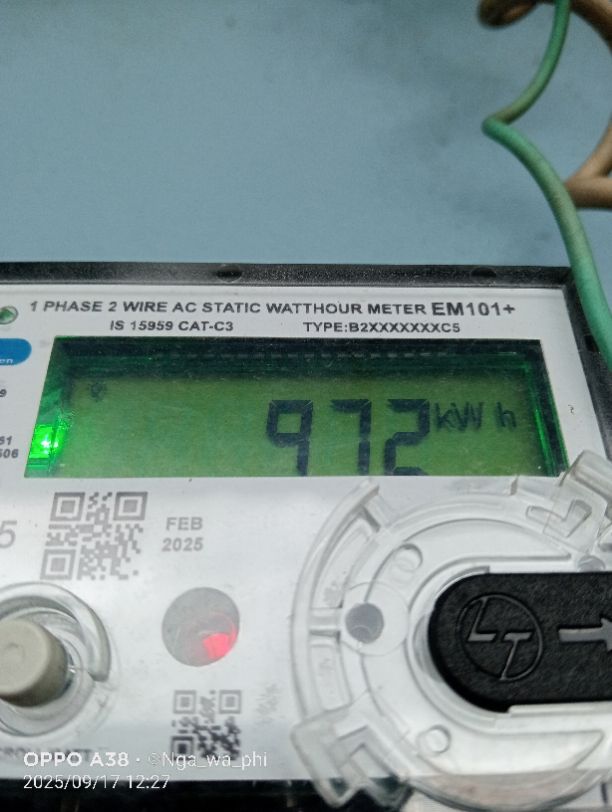 1 PHASE 2 WIRE AC STATIC WATTHOUR METER EM101+
IS 15959 CAT-C3 TYPE:B2XXXXXXXC5
972 kWh
FEB
2025
LT
OPPO A38 · ©Nga_wa_phi
2025/09/17 12:27